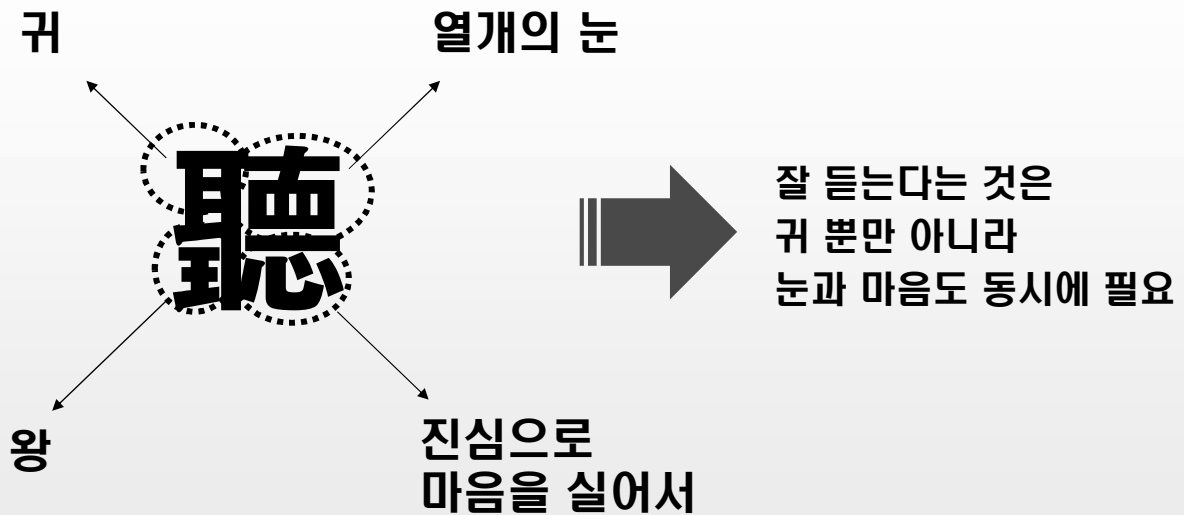 귀
열개의 눈
聽
잘 듣는다는 것은
귀 뿐만 아니라
눈과 마음도 동시에 필요
왕
진심으로
마음을 실어서